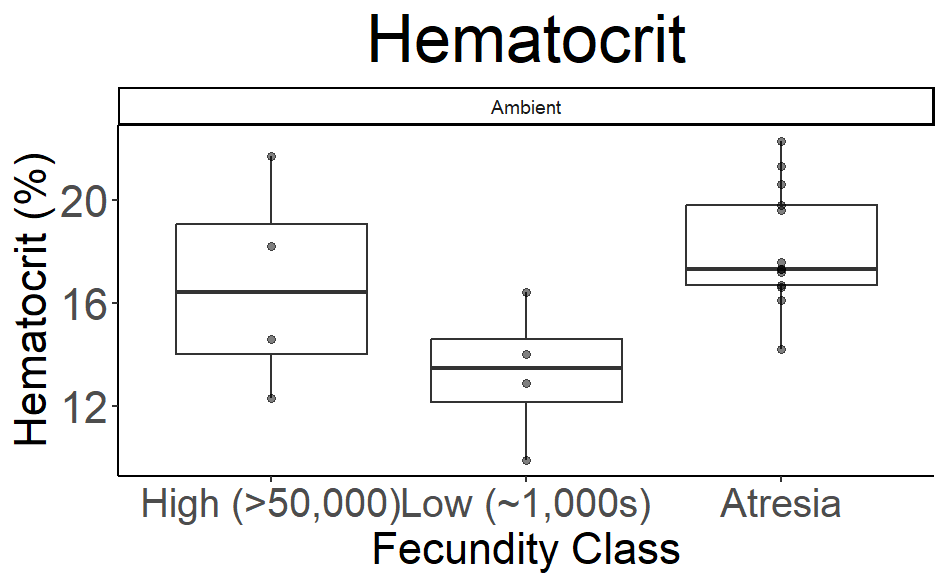 Hematocrit
Ambient
Hematocrit (%)
20
16
12
High (>50,000)
Low (~1,000s)
Atresia
Fecundity Class